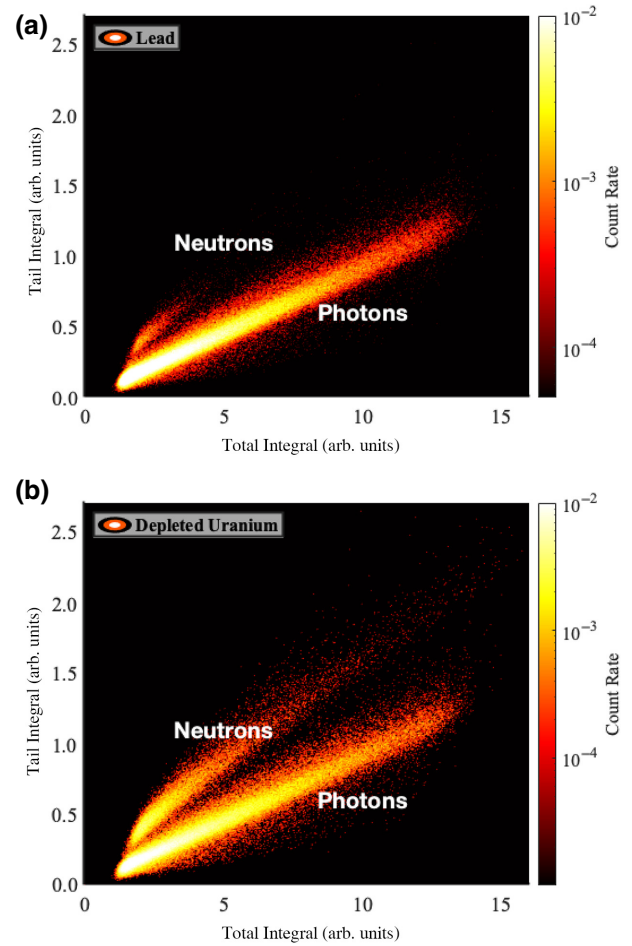 (a)
Lead
2.5
2.0
1.5
1.0
0.5
0.0
0
5
10
15
Tail Integral (arb. units)
Total Integral (arb. units)
Neutrons
Photons
10⁻²
10⁻³
10⁻⁴
Count Rate
(b)
Depleted Uranium
2.5
2.0
1.5
1.0
0.5
0.0
0
5
10
15
Tail Integral (arb. units)
Total Integral (arb. units)
Neutrons
Photons
10⁻²
10⁻³
10⁻⁴
Count Rate